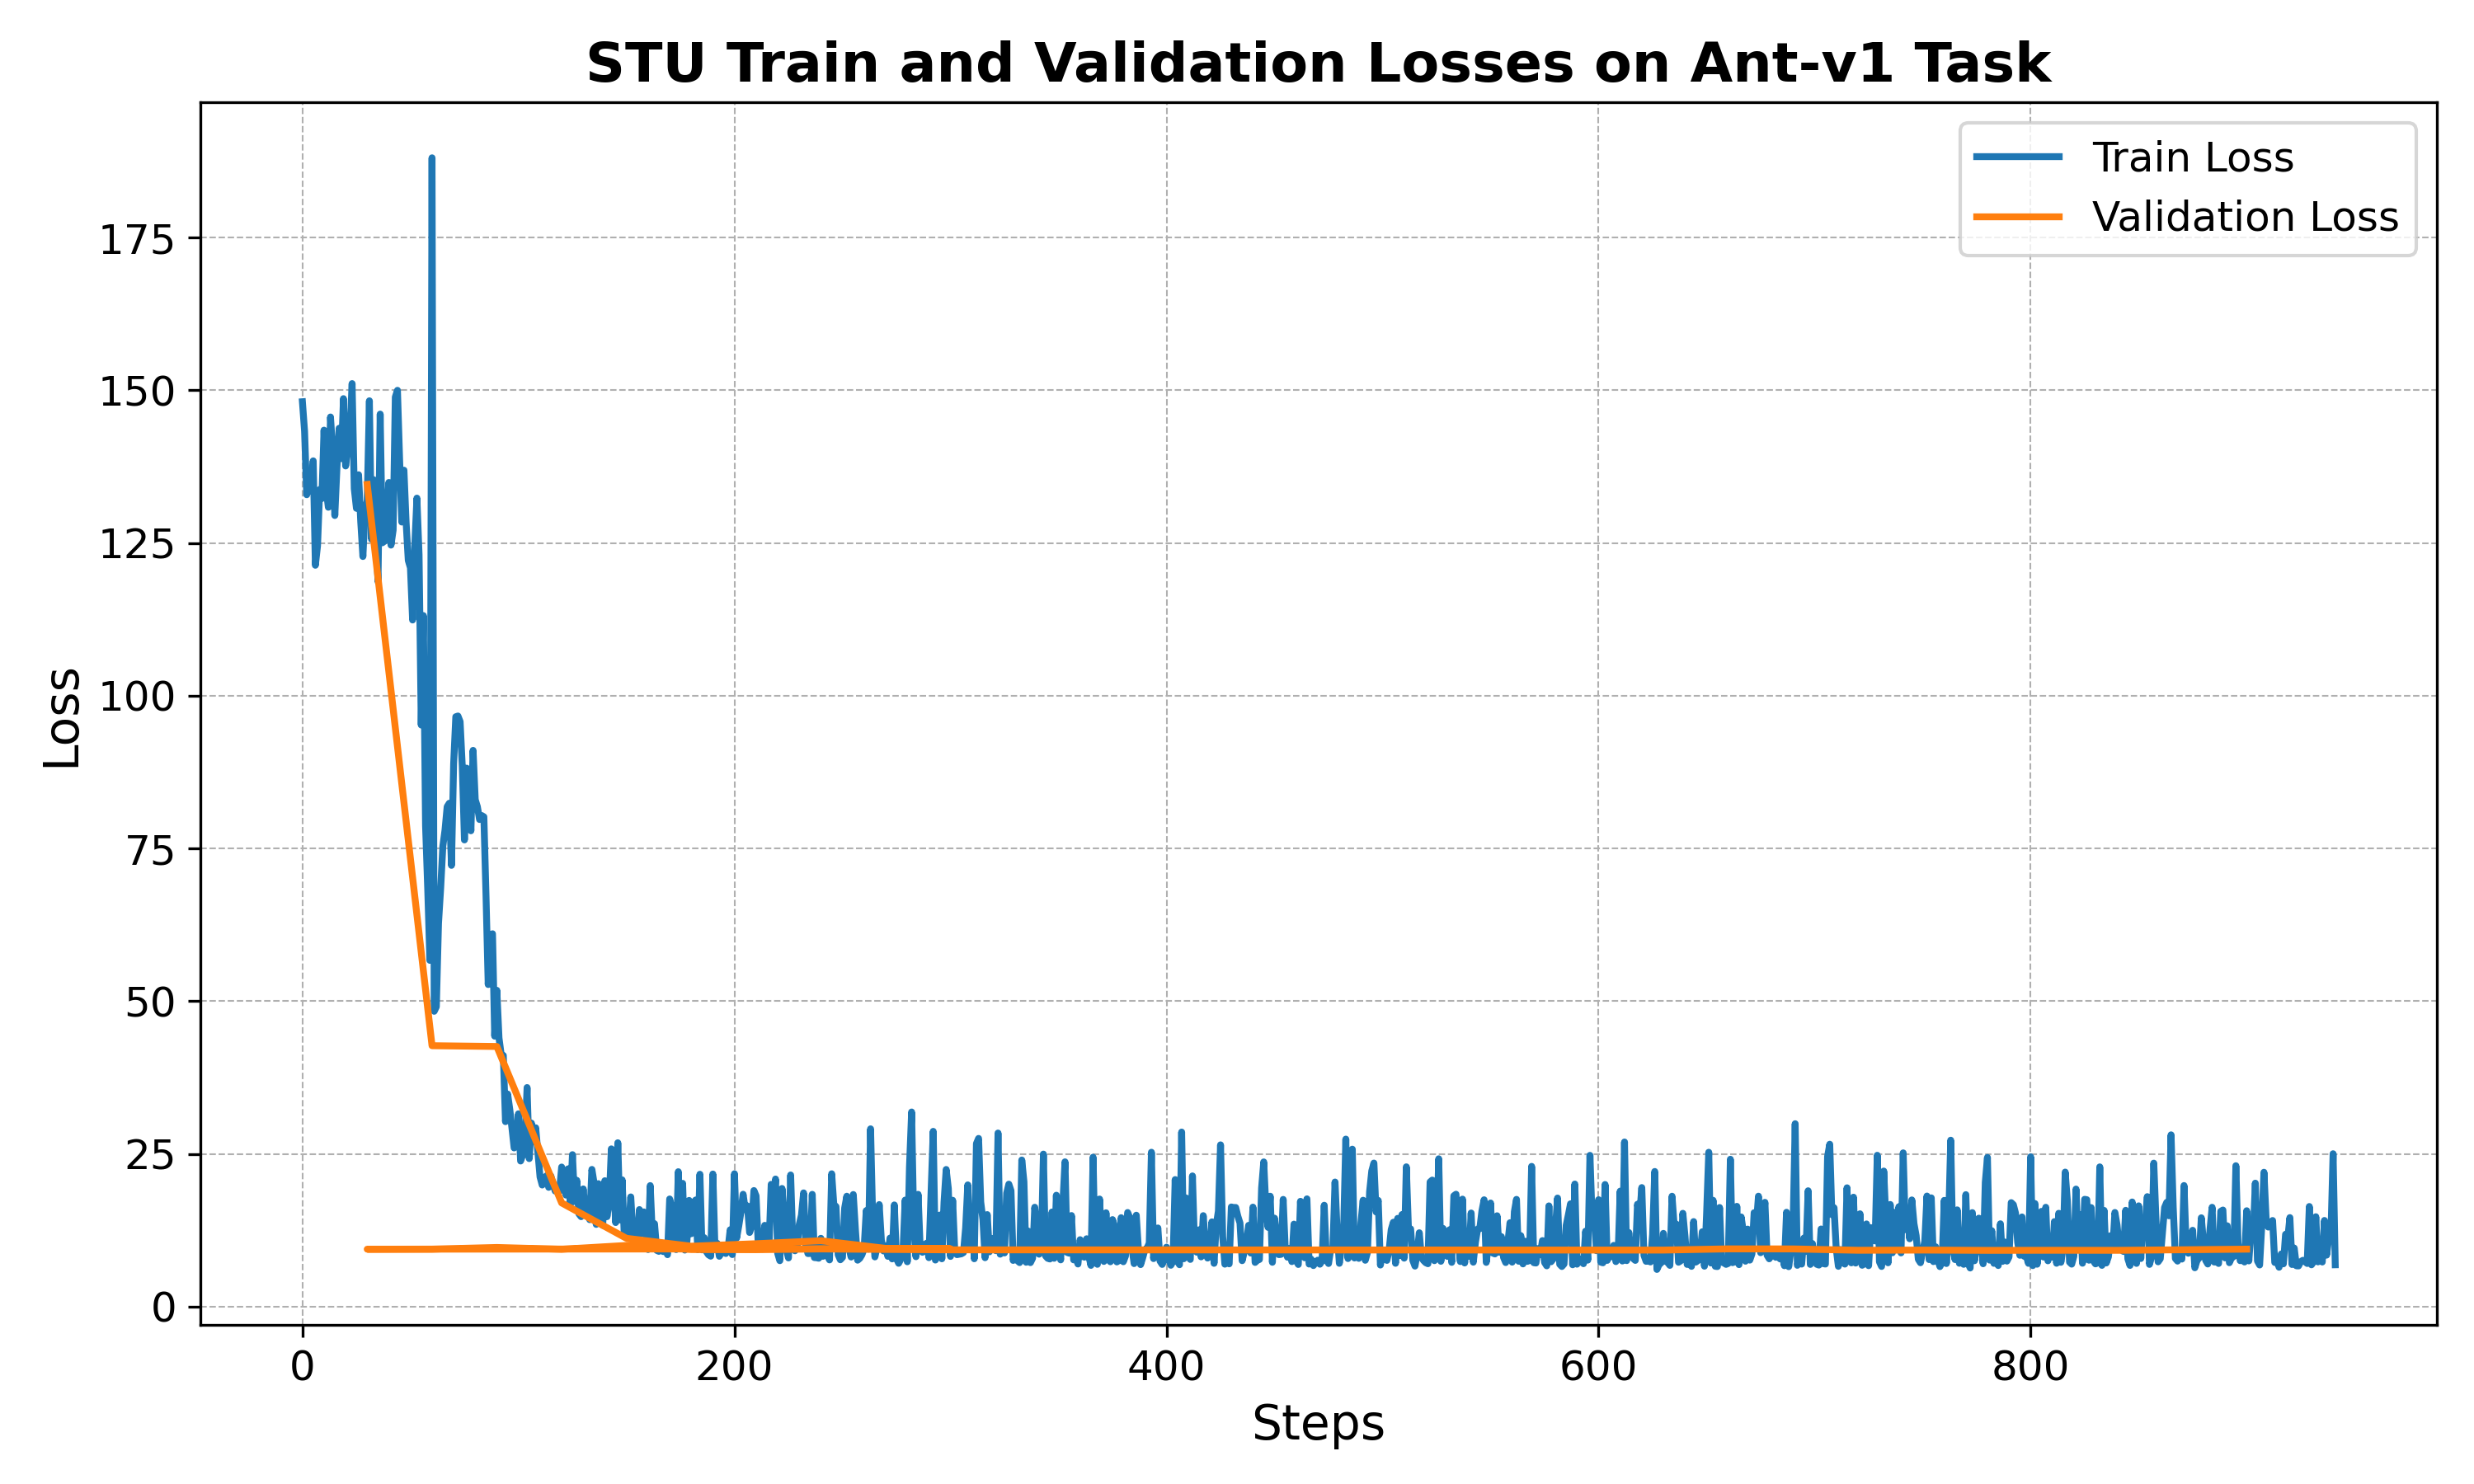 STU Train and Validation Losses on Ant-v1 Task
Train Loss
Validation Loss
175
150
125
100
75
50
25
0
Loss
0 200 400 600 800
Steps